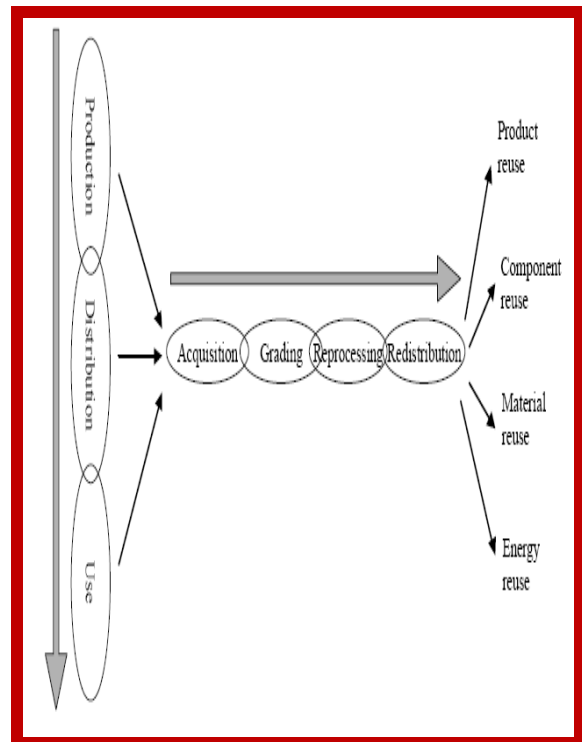 Production
Distribution
Use
Acquisition
Grading
Reprocessing
Redistribution
Product
reuse
Component
reuse
Material
reuse
Energy
reuse